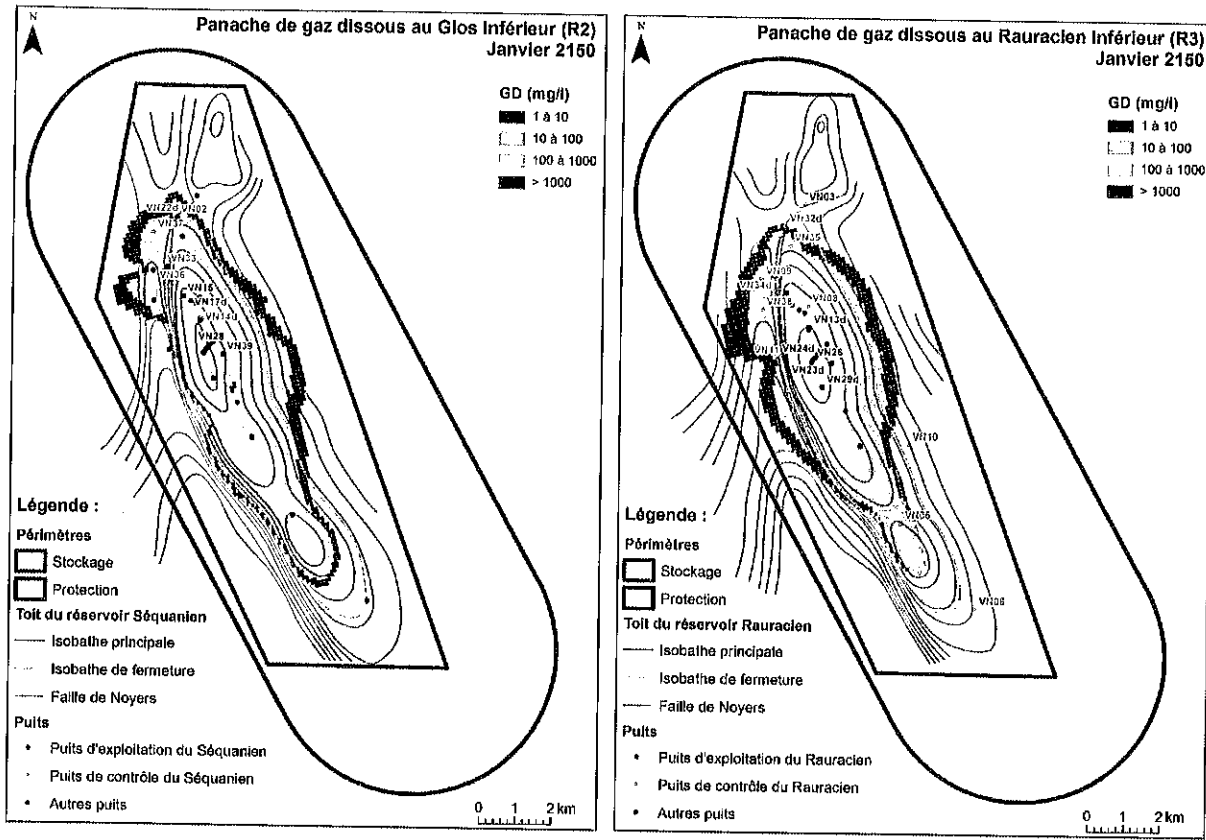 N
Panache de gaz dissous au Glos Inférieur (R2)
Janvier 2150
GD (mg/l)
1 à 10
10 à 100
100 à 1000
> 1000
VN22d VN02
VN37
VN33
VN36
VN15
VN17d
VN14d
VN28
VN39
Légende :
Périmètres
Stockage
Protection
Toit du réservoir Séquanien
Isobathe principale
Isobathe de fermeture
Faille de Noyers
Puits
Puits d'exploitation du Séquanien
Puits de contrôle du Séquanien
Autres puits
0 1 2 km
N
Panache de gaz dissous au Rauracien Inférieur (R3)
Janvier 2150
GD (mg/l)
1 à 10
10 à 100
100 à 1000
> 1000
VN03
VN32d
VN35
VN09
VN34d
VN38 VN08
VN13d
VN11 VN24d VN26
VN23d
VN29d
VN10
VN06
Légende :
Périmètres
Stockage
Protection
Toit du réservoir Rauracien
Isobathe principale
Isobathe de fermeture
Faille de Noyers
Puits
Puits d'exploitation du Rauracien
Puits de contrôle du Rauracien
Autres puits
0 1 2 km